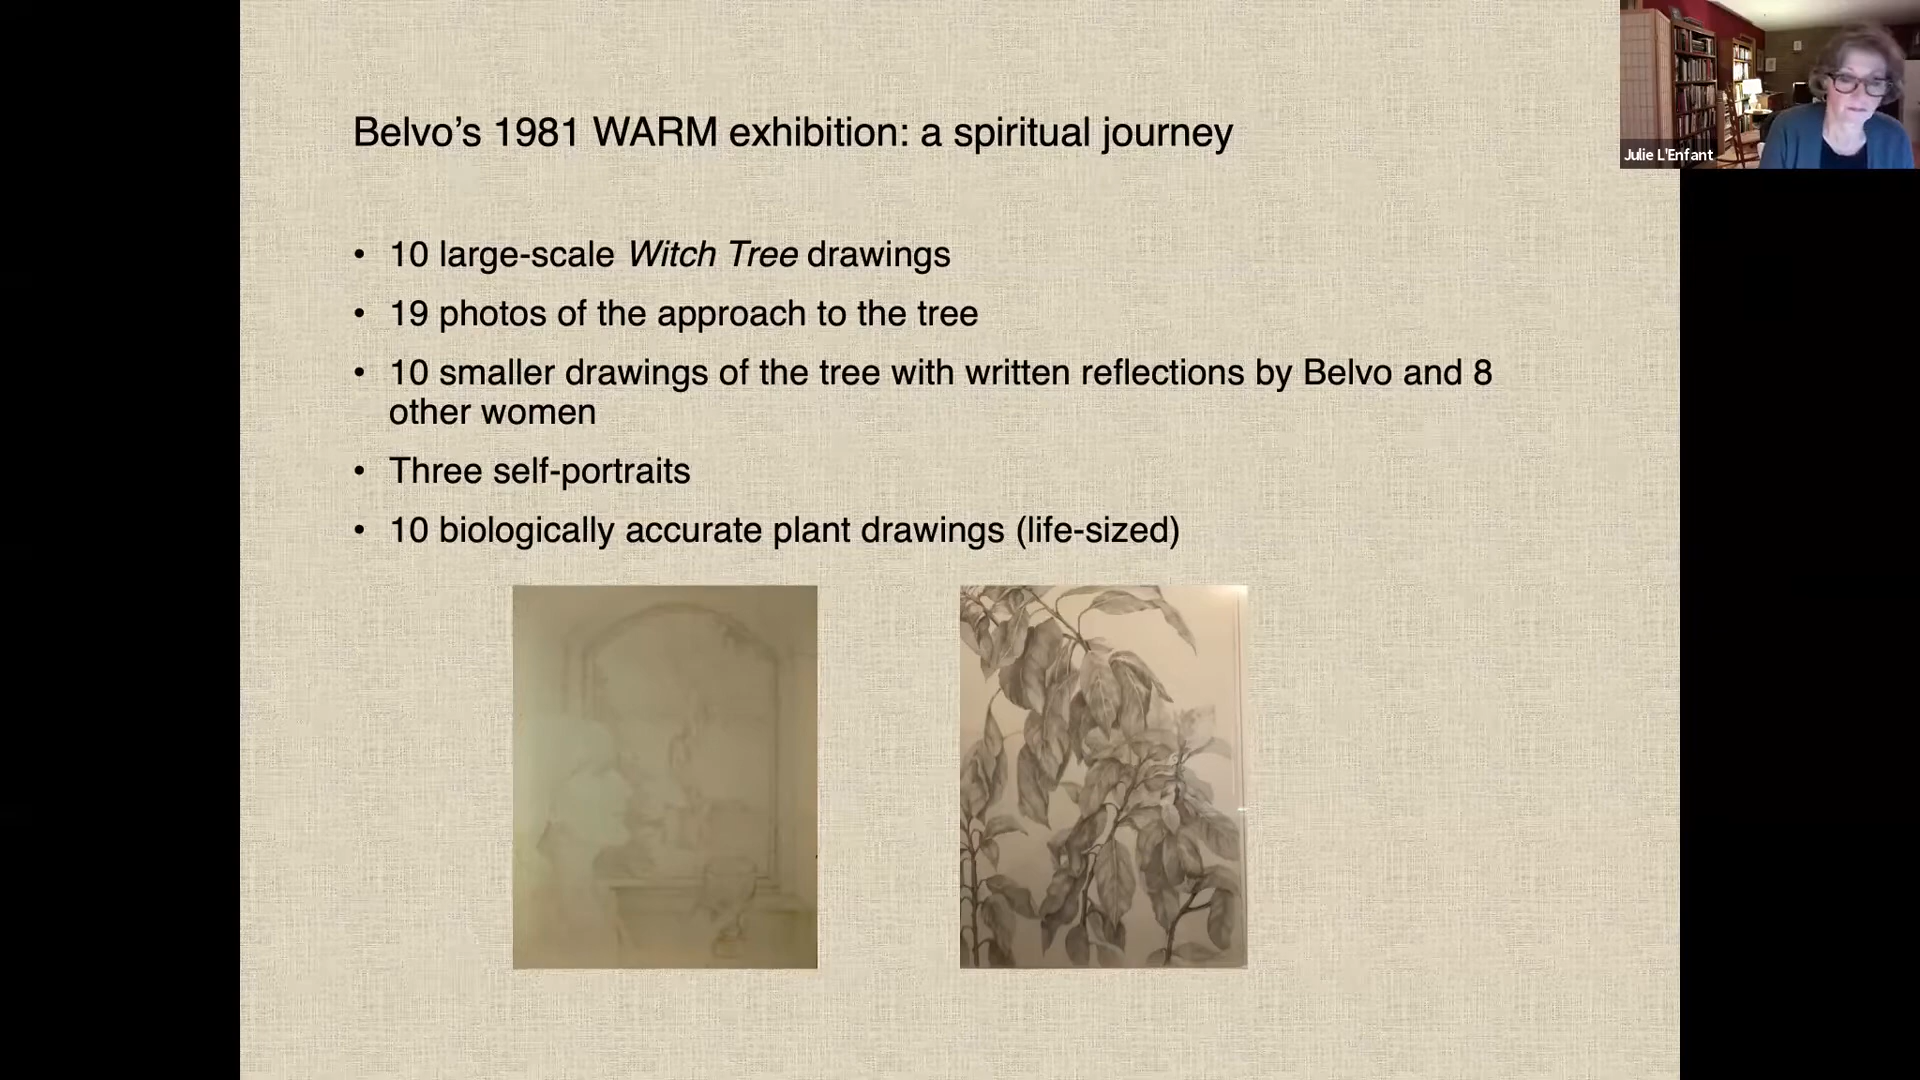 Belvo’s 1981 WARM exhibition: a spiritual journey
Julie L'Enfant
• 10 large-scale Witch Tree drawings
• 19 photos of the approach to the tree
• 10 smaller drawings of the tree with written reflections by Belvo and 8
other women
• Three self-portraits
• 10 biologically accurate plant drawings (life-sized)